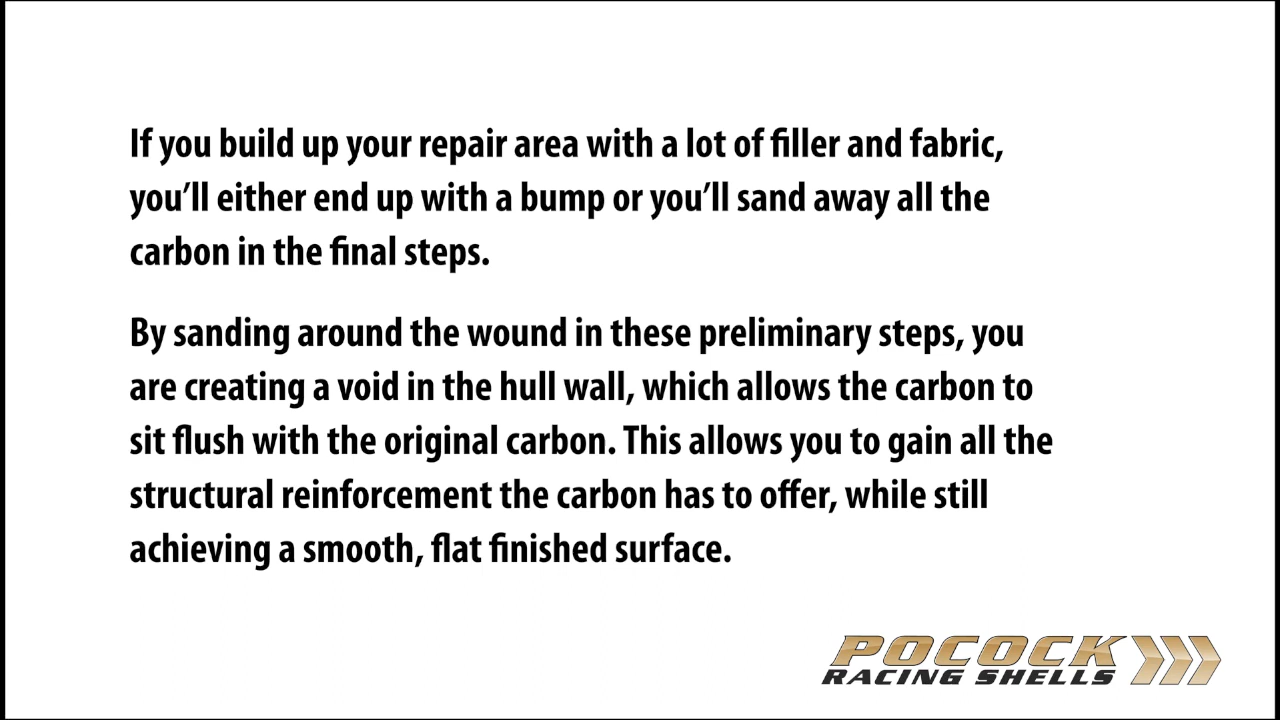 If you build up your repair area with a lot of filler and fabric,
you’ll either end up with a bump or you’ll sand away all the
carbon in the final steps.
By sanding around the wound in these preliminary steps, you
are creating a void in the hull wall, which allows the carbon to
sit flush with the original carbon. This allows you to gain all the
structural reinforcement the carbon has to offer, while still
achieving a smooth, flat finished surface.
POCOCK
RACING SHELLS